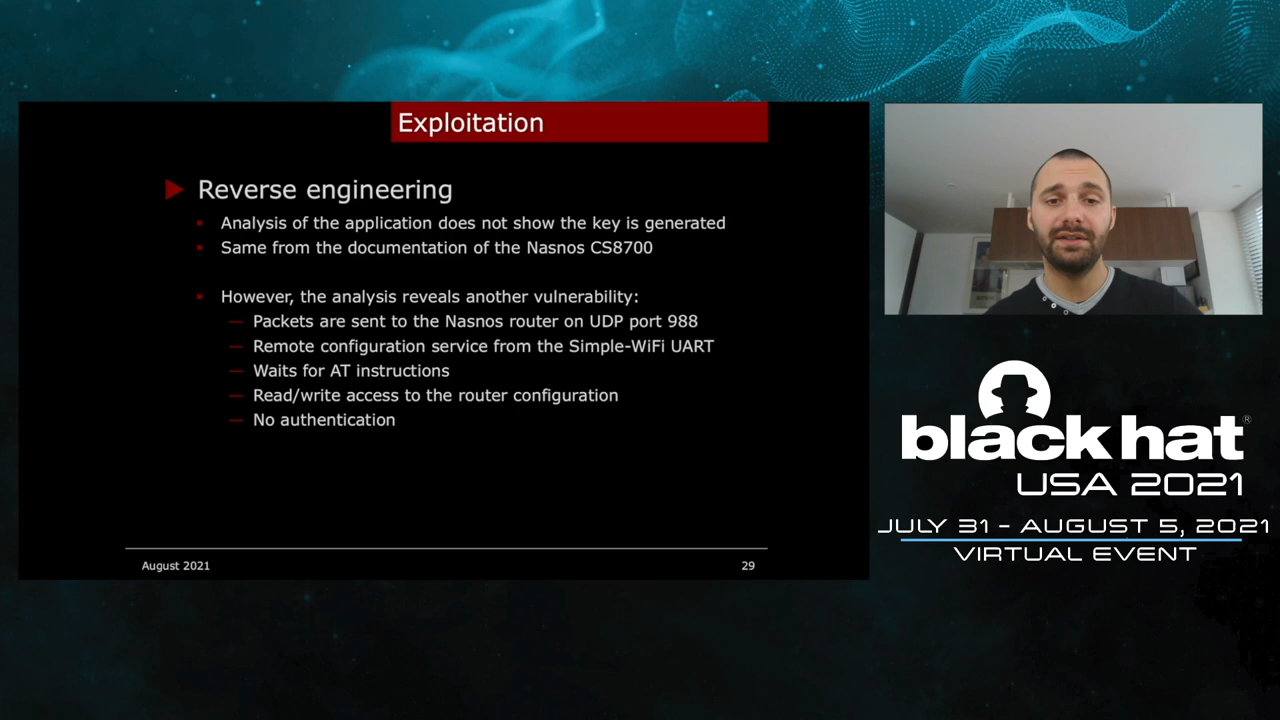 Exploitation
Reverse engineering
Analysis of the application does not show the key is generated
Same from the documentation of the Nasnos CS8700
However, the analysis reveals another vulnerability:
Packets are sent to the Nasnos router on UDP port 988
Remote configuration service from the Simple-WiFi UART
Waits for AT instructions
Read/write access to the router configuration
No authentication
August 2021
29
black hat®
USA 2021
JULY 31 - AUGUST 5, 2021
VIRTUAL EVENT